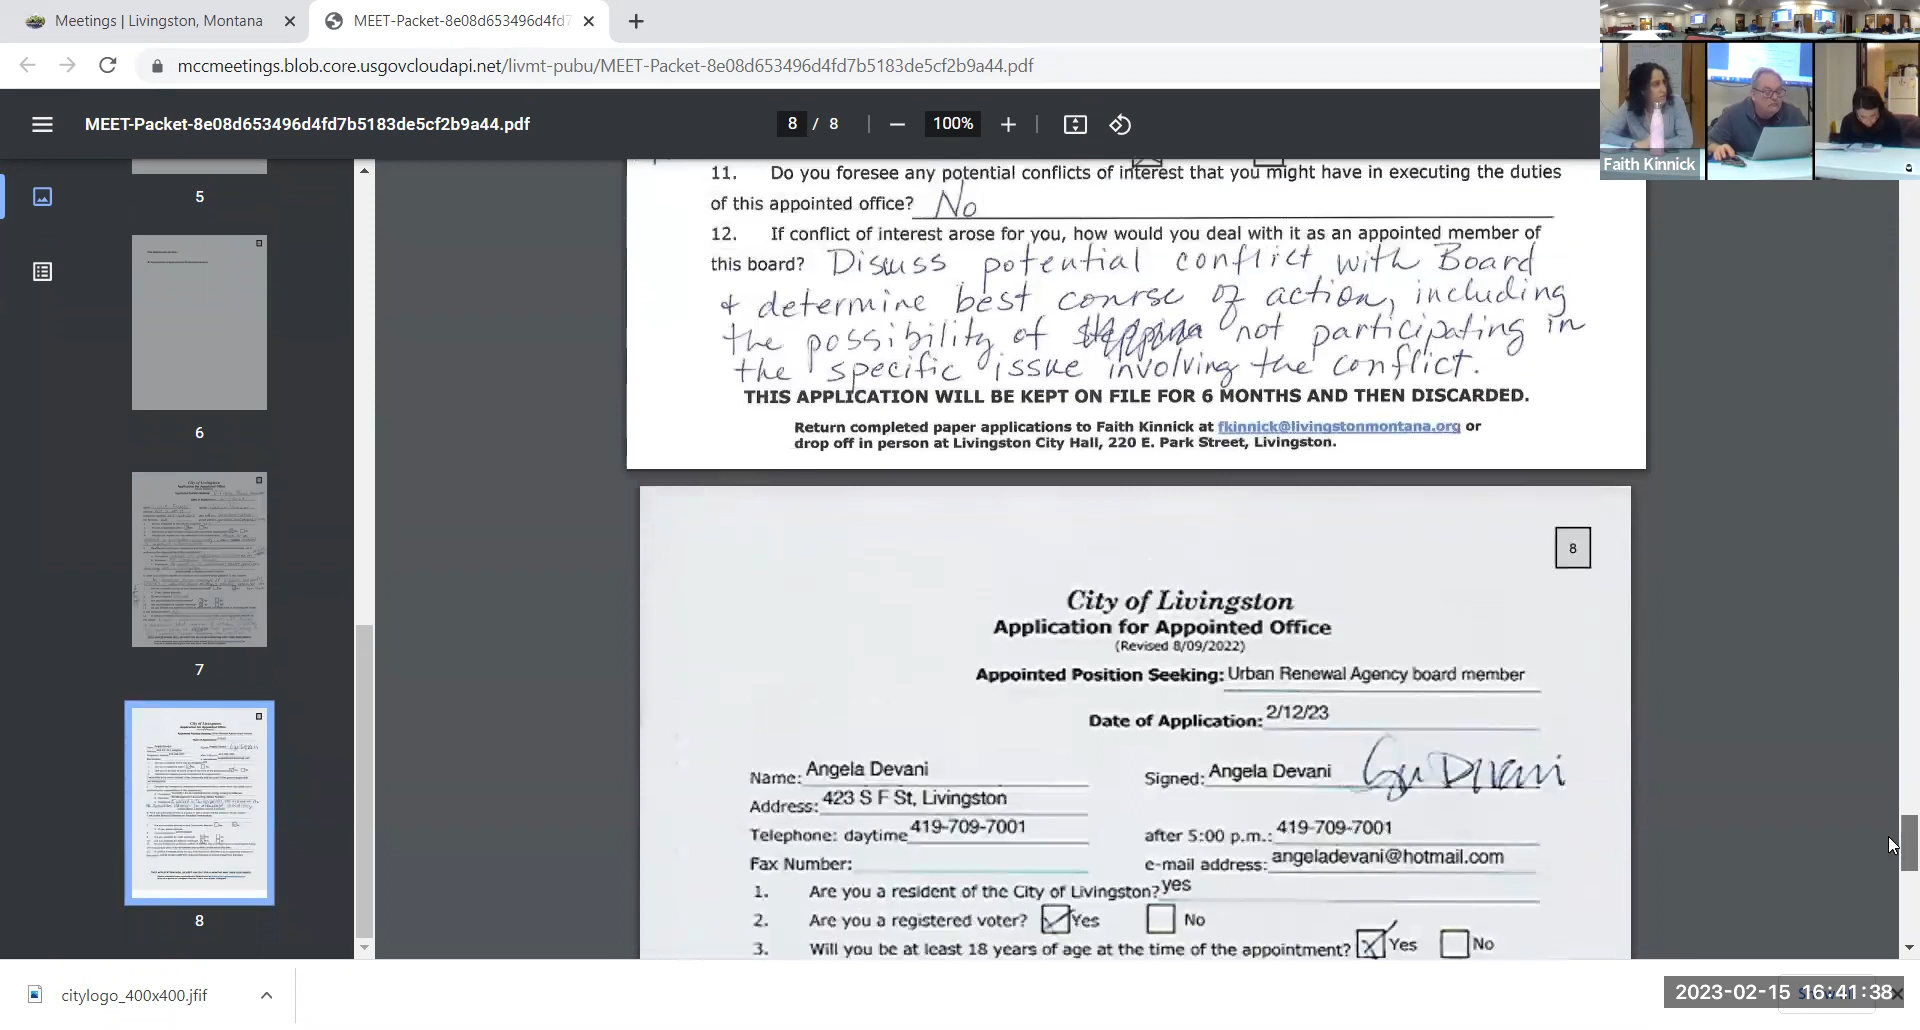 Meetings | Livingston, Montana
MEET-Packet-8e08d653496d4fd7
mccmeetings.blob.core.usgovcloudapi.net/livmt-pubu/MEET-Packet-8e08d653496d4fd7b5183de5cf2b9a44.pdf
MEET-Packet-8e08d653496d4fd7b5183de5cf2b9a44.pdf
8 / 8
100%
Faith Kinnick
5
6
7
8
11. Do you foresee any potential conflicts of interest that you might have in executing the duties
of this appointed office? No
12. If conflict of interest arose for you, how would you deal with it as an appointed member of
this board? Discuss potential conflict with Board
+ determine best course of action, including
the possibility of not participating in
the specific issue involving the conflict.
THIS APPLICATION WILL BE KEPT ON FILE FOR 6 MONTHS AND THEN DISCARDED.
Return completed paper applications to Faith Kinnick at fkinnick@livingstonmontana.org or
drop off in person at Livingston City Hall, 220 E. Park Street, Livingston.
8
City of Livingston
Application for Appointed Office
(Revised 8/09/2022)
Appointed Position Seeking: Urban Renewal Agency board member
Date of Application: 2/12/23
Name: Angela Devani
Signed: Angela Devani
Address: 423 S F St, Livingston
Telephone: daytime 419-709-7001
after 5:00 p.m.: 419-709-7001
Fax Number:
e-mail address: angeladevani@hotmail.com
1. Are you a resident of the City of Livingston? yes
2. Are you a registered voter? Yes No
3. Will you be at least 18 years of age at the time of the appointment? Yes No
citylogo_400x400.jfif
2023-02-15 16:41:38